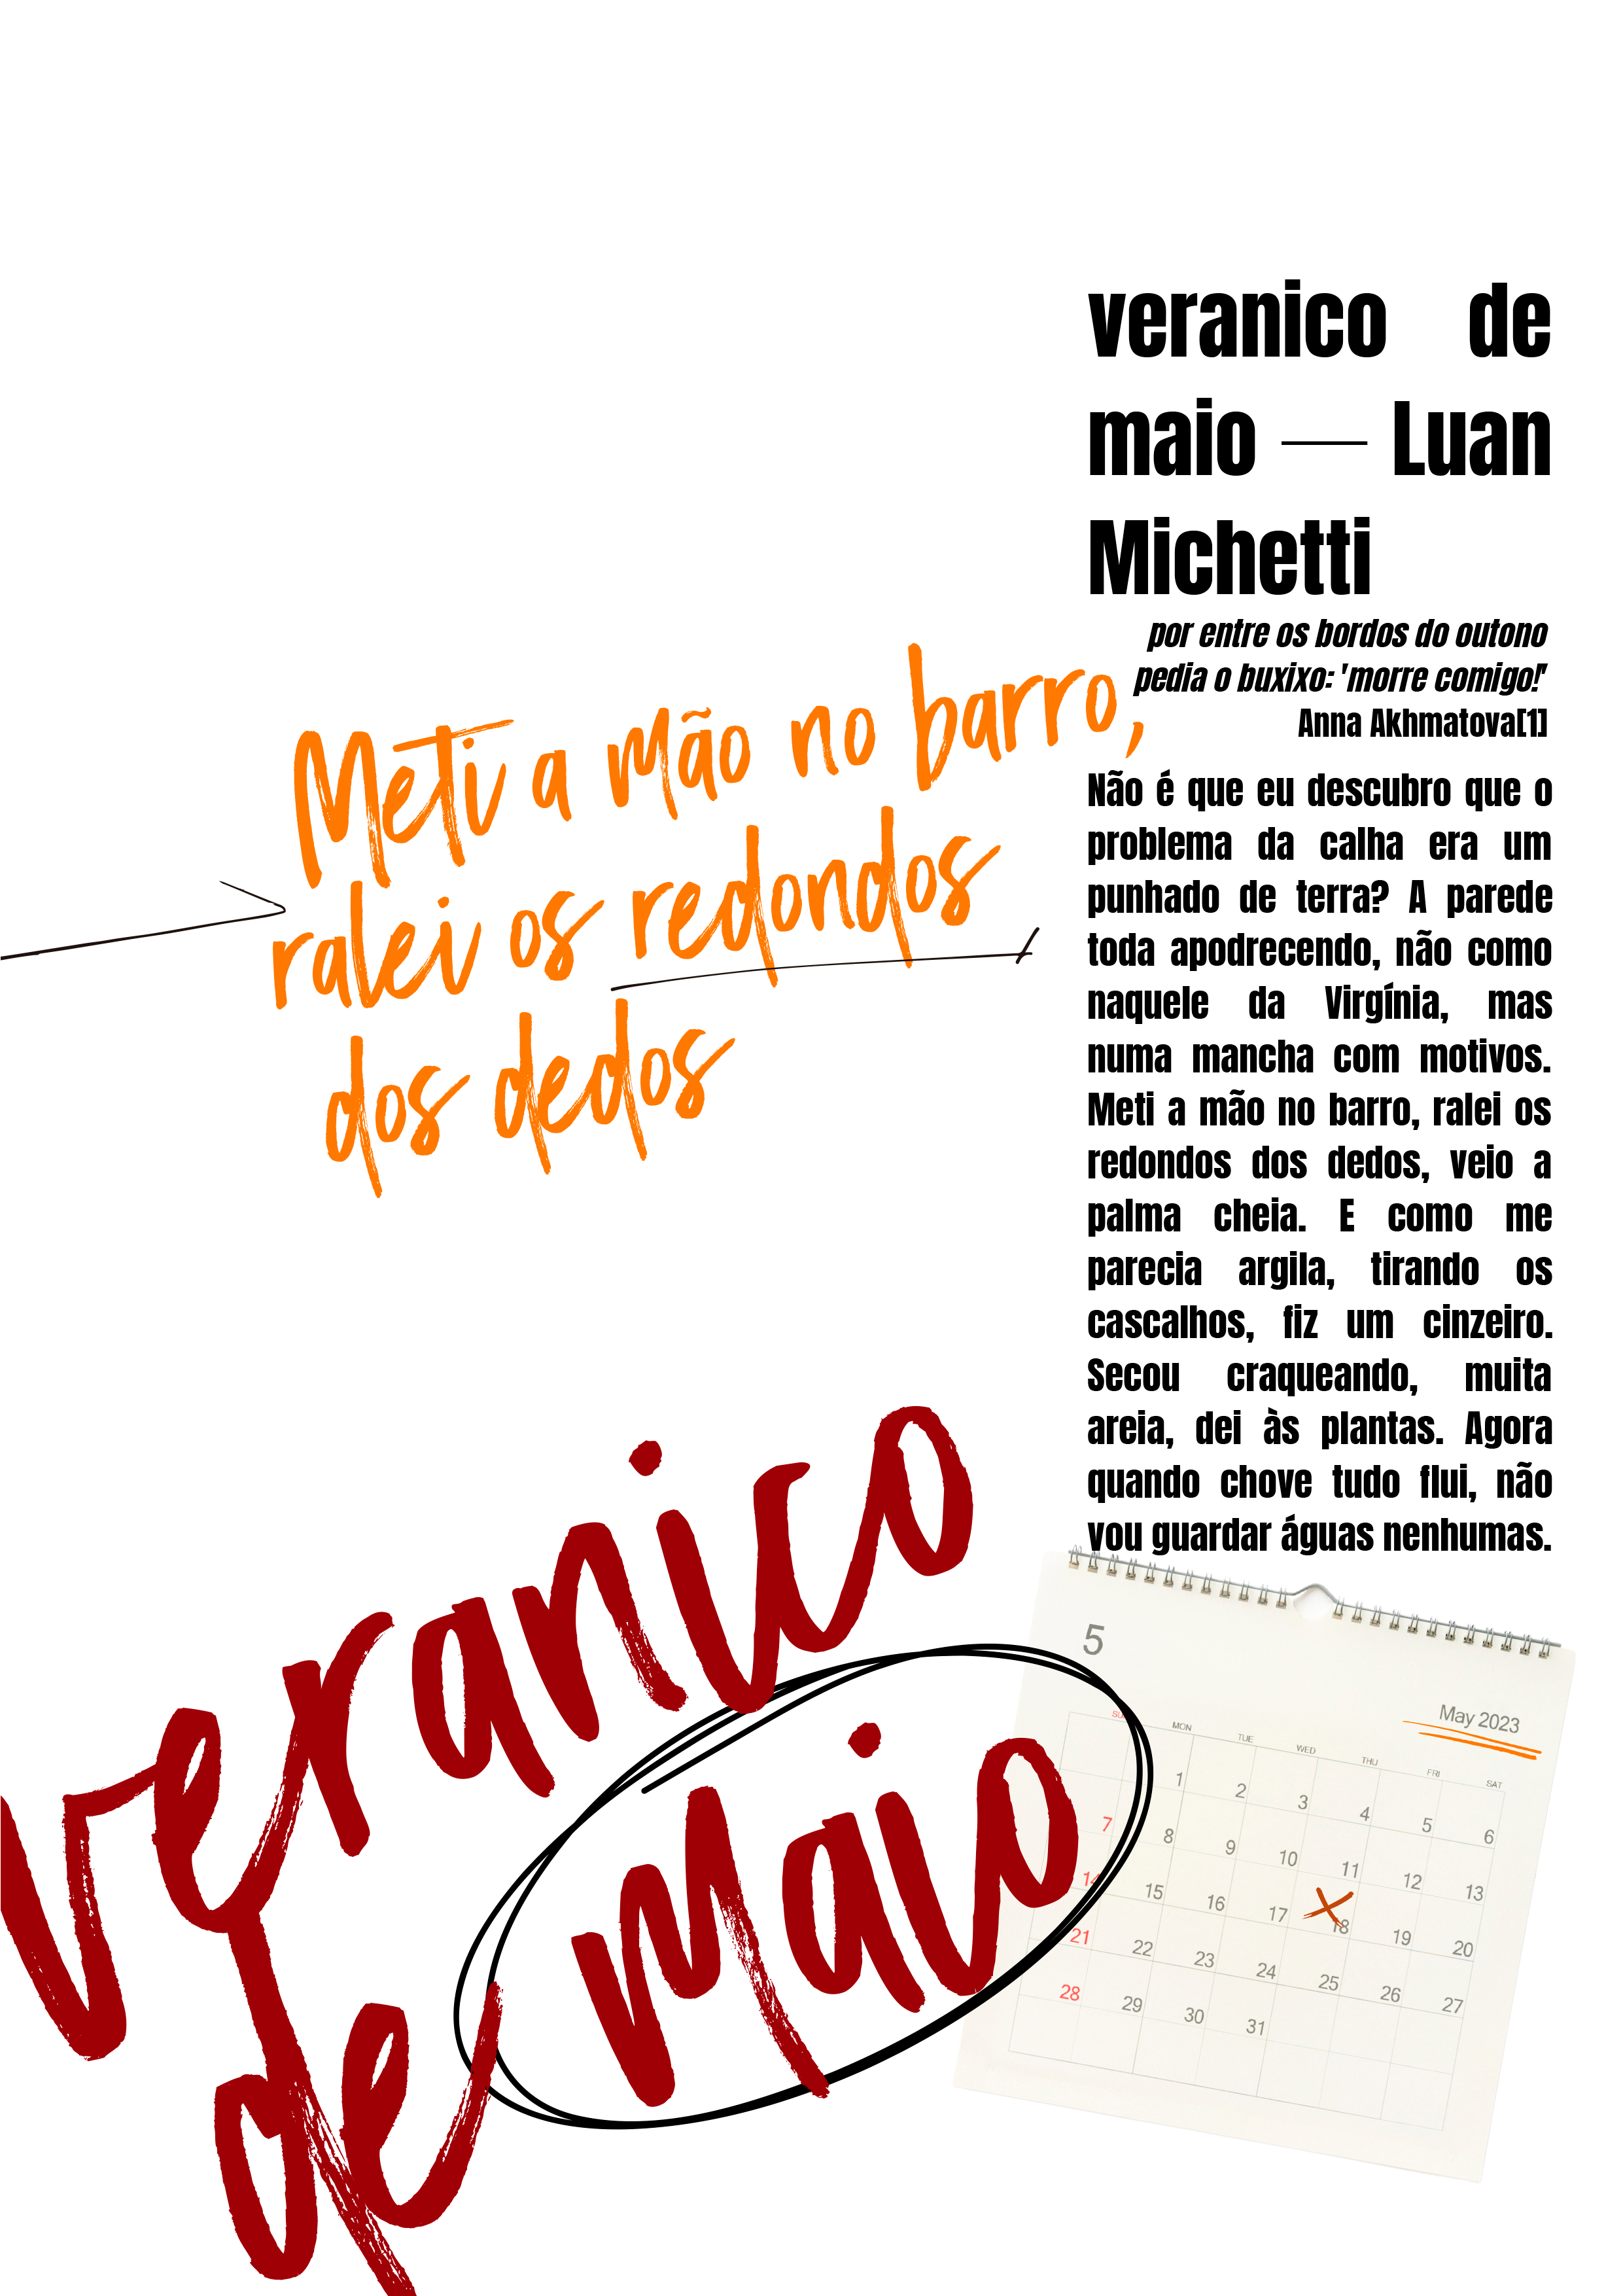 veranico de
maio — Luan
Michetti
por entre os bordos do outono
pedia o buxixo: 'morre comigo!'
Anna Akhmatova[1]
Não é que eu descubro que o
problema da calha era um
punhado de terra? A parede
toda apodrecendo, não como
naquele da Virgínia, mas
numa mancha com motivos.
Meti a mão no barro, ralei os
redondos dos dedos, veio a
palma cheia. E como me
parecia argila, tirando os
cascalhos, fiz um cinzeiro.
Secou craqueando, muita
areia, dei às plantas. Agora
quando chove tudo flui, não
vou guardar águas nenhumas.
Meti a mão no barro,
ralei os redondos
dos dedos
veranico
de maio
5
May 2023
MON TUE WED THU FRI SAT
1 2 3 4 5 6
7 8 9 10 11 12 13
14 15 16 17 18 19 20
21 22 23 24 25 26 27
28 29 30 31